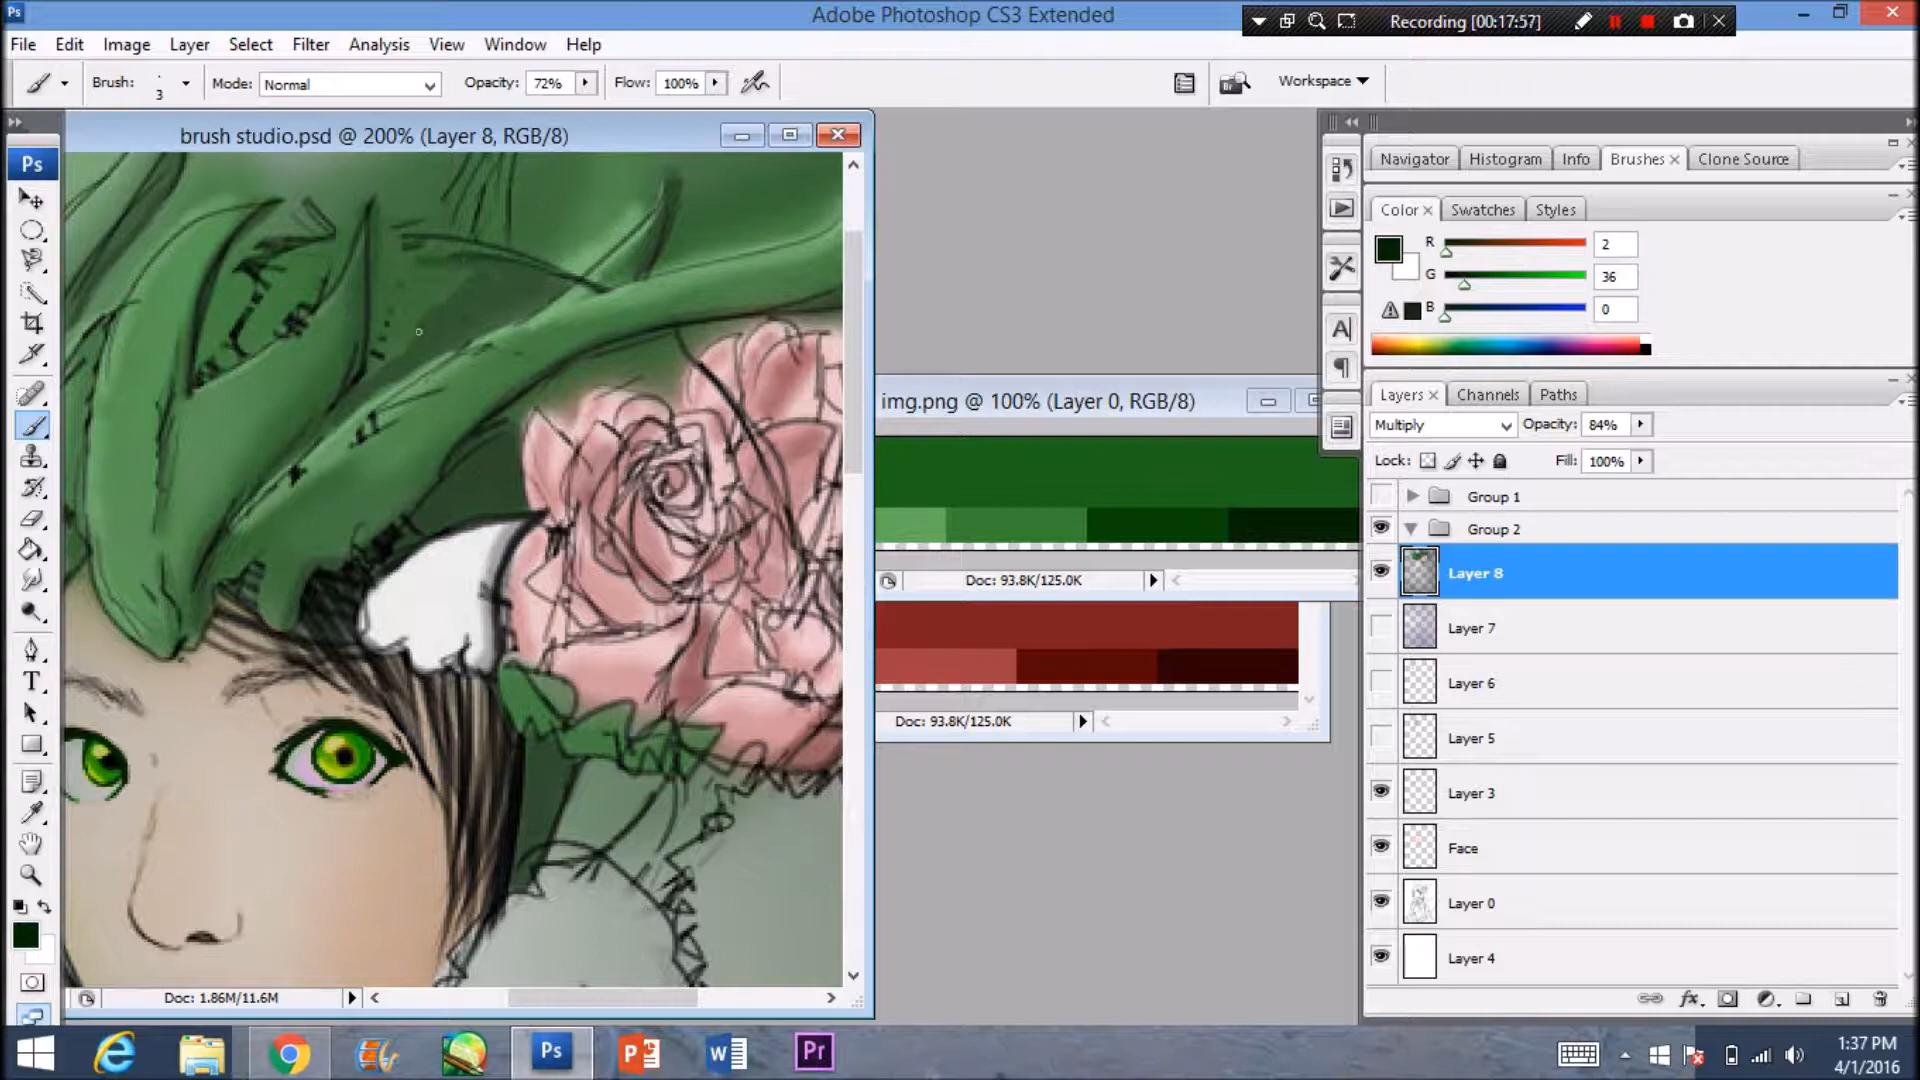 Ps
Adobe Photoshop CS3 Extended
Recording [00:17:57]
File Edit Image Layer Select Filter Analysis View Window Help
Brush: 3 Mode: Normal Opacity: 72% Flow: 100% Workspace
brush studio.psd @ 200% (Layer 8, RGB/8)
Ps
Navigator Histogram Info Brushes Clone Source
Color Swatches Styles
R 2
G 36
B 0
img.png @ 100% (Layer 0, RGB/8)
Layers Channels Paths
Multiply Opacity: 84%
Lock: Fill: 100%
Group 1
Group 2
Layer 8
Doc: 93.8K/125.0K
Layer 7
Layer 6
Doc: 93.8K/125.0K
Layer 5
Layer 3
Face
Layer 0
Layer 4
Doc: 1.86M/11.6M
Ps
Pr
1:37 PM
4/1/2016